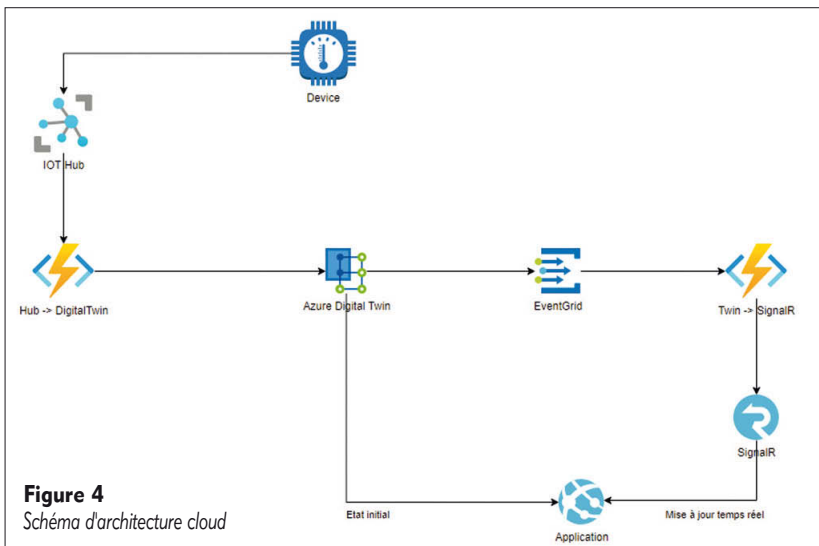 Device
IOT Hub
Hub -> DigitalTwin
Azure Digital Twin
EventGrid
Twin -> SignalR
SignalR
Etat initial
Mise à jour temps réel
Application
Figure 4
Schéma d'architecture cloud